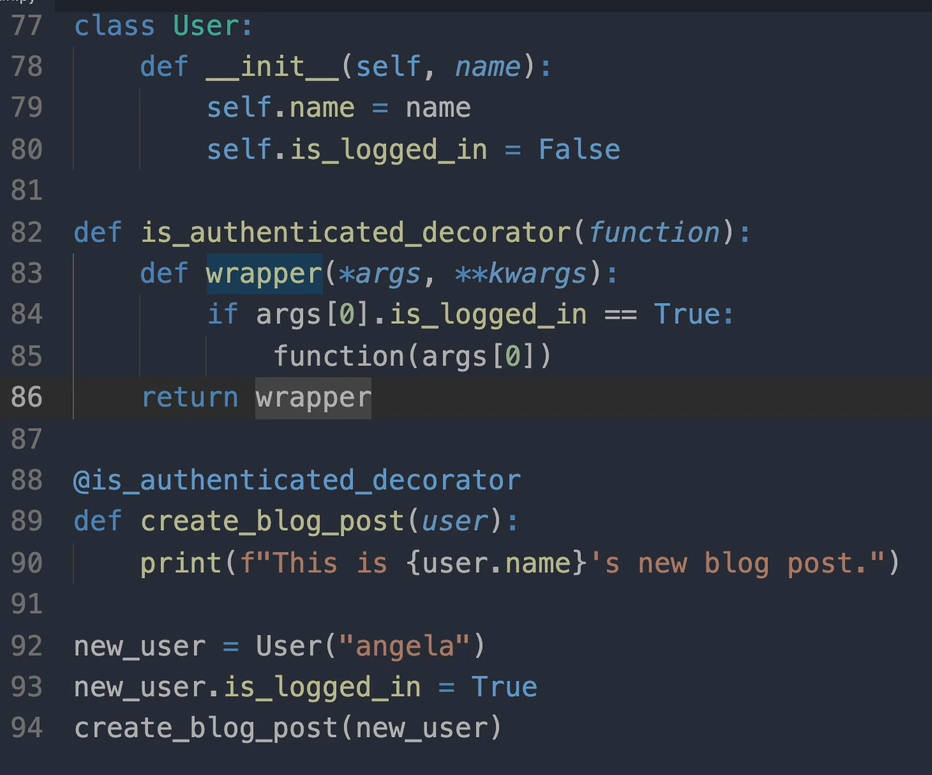 77 class User:
78     def __init__(self, name):
79         self.name = name
80         self.is_logged_in = False
81
82 def is_authenticated_decorator(function):
83     def wrapper(*args, **kwargs):
84         if args[0].is_logged_in == True:
85             function(args[0])
86     return wrapper
87
88 @is_authenticated_decorator
89 def create_blog_post(user):
90     print(f"This is {user.name}'s new blog post.")
91
92 new_user = User("angela")
93 new_user.is_logged_in = True
94 create_blog_post(new_user)